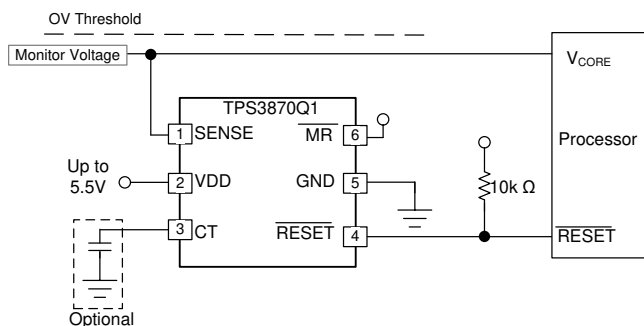 OV Threshold
Monitor Voltage
V_CORE
TPS3870Q1
1 SENSE
MR 6
Processor
Up to
5.5V
2 VDD
GND 5
10k Ω
3 CT
RESET 4
RESET
Optional